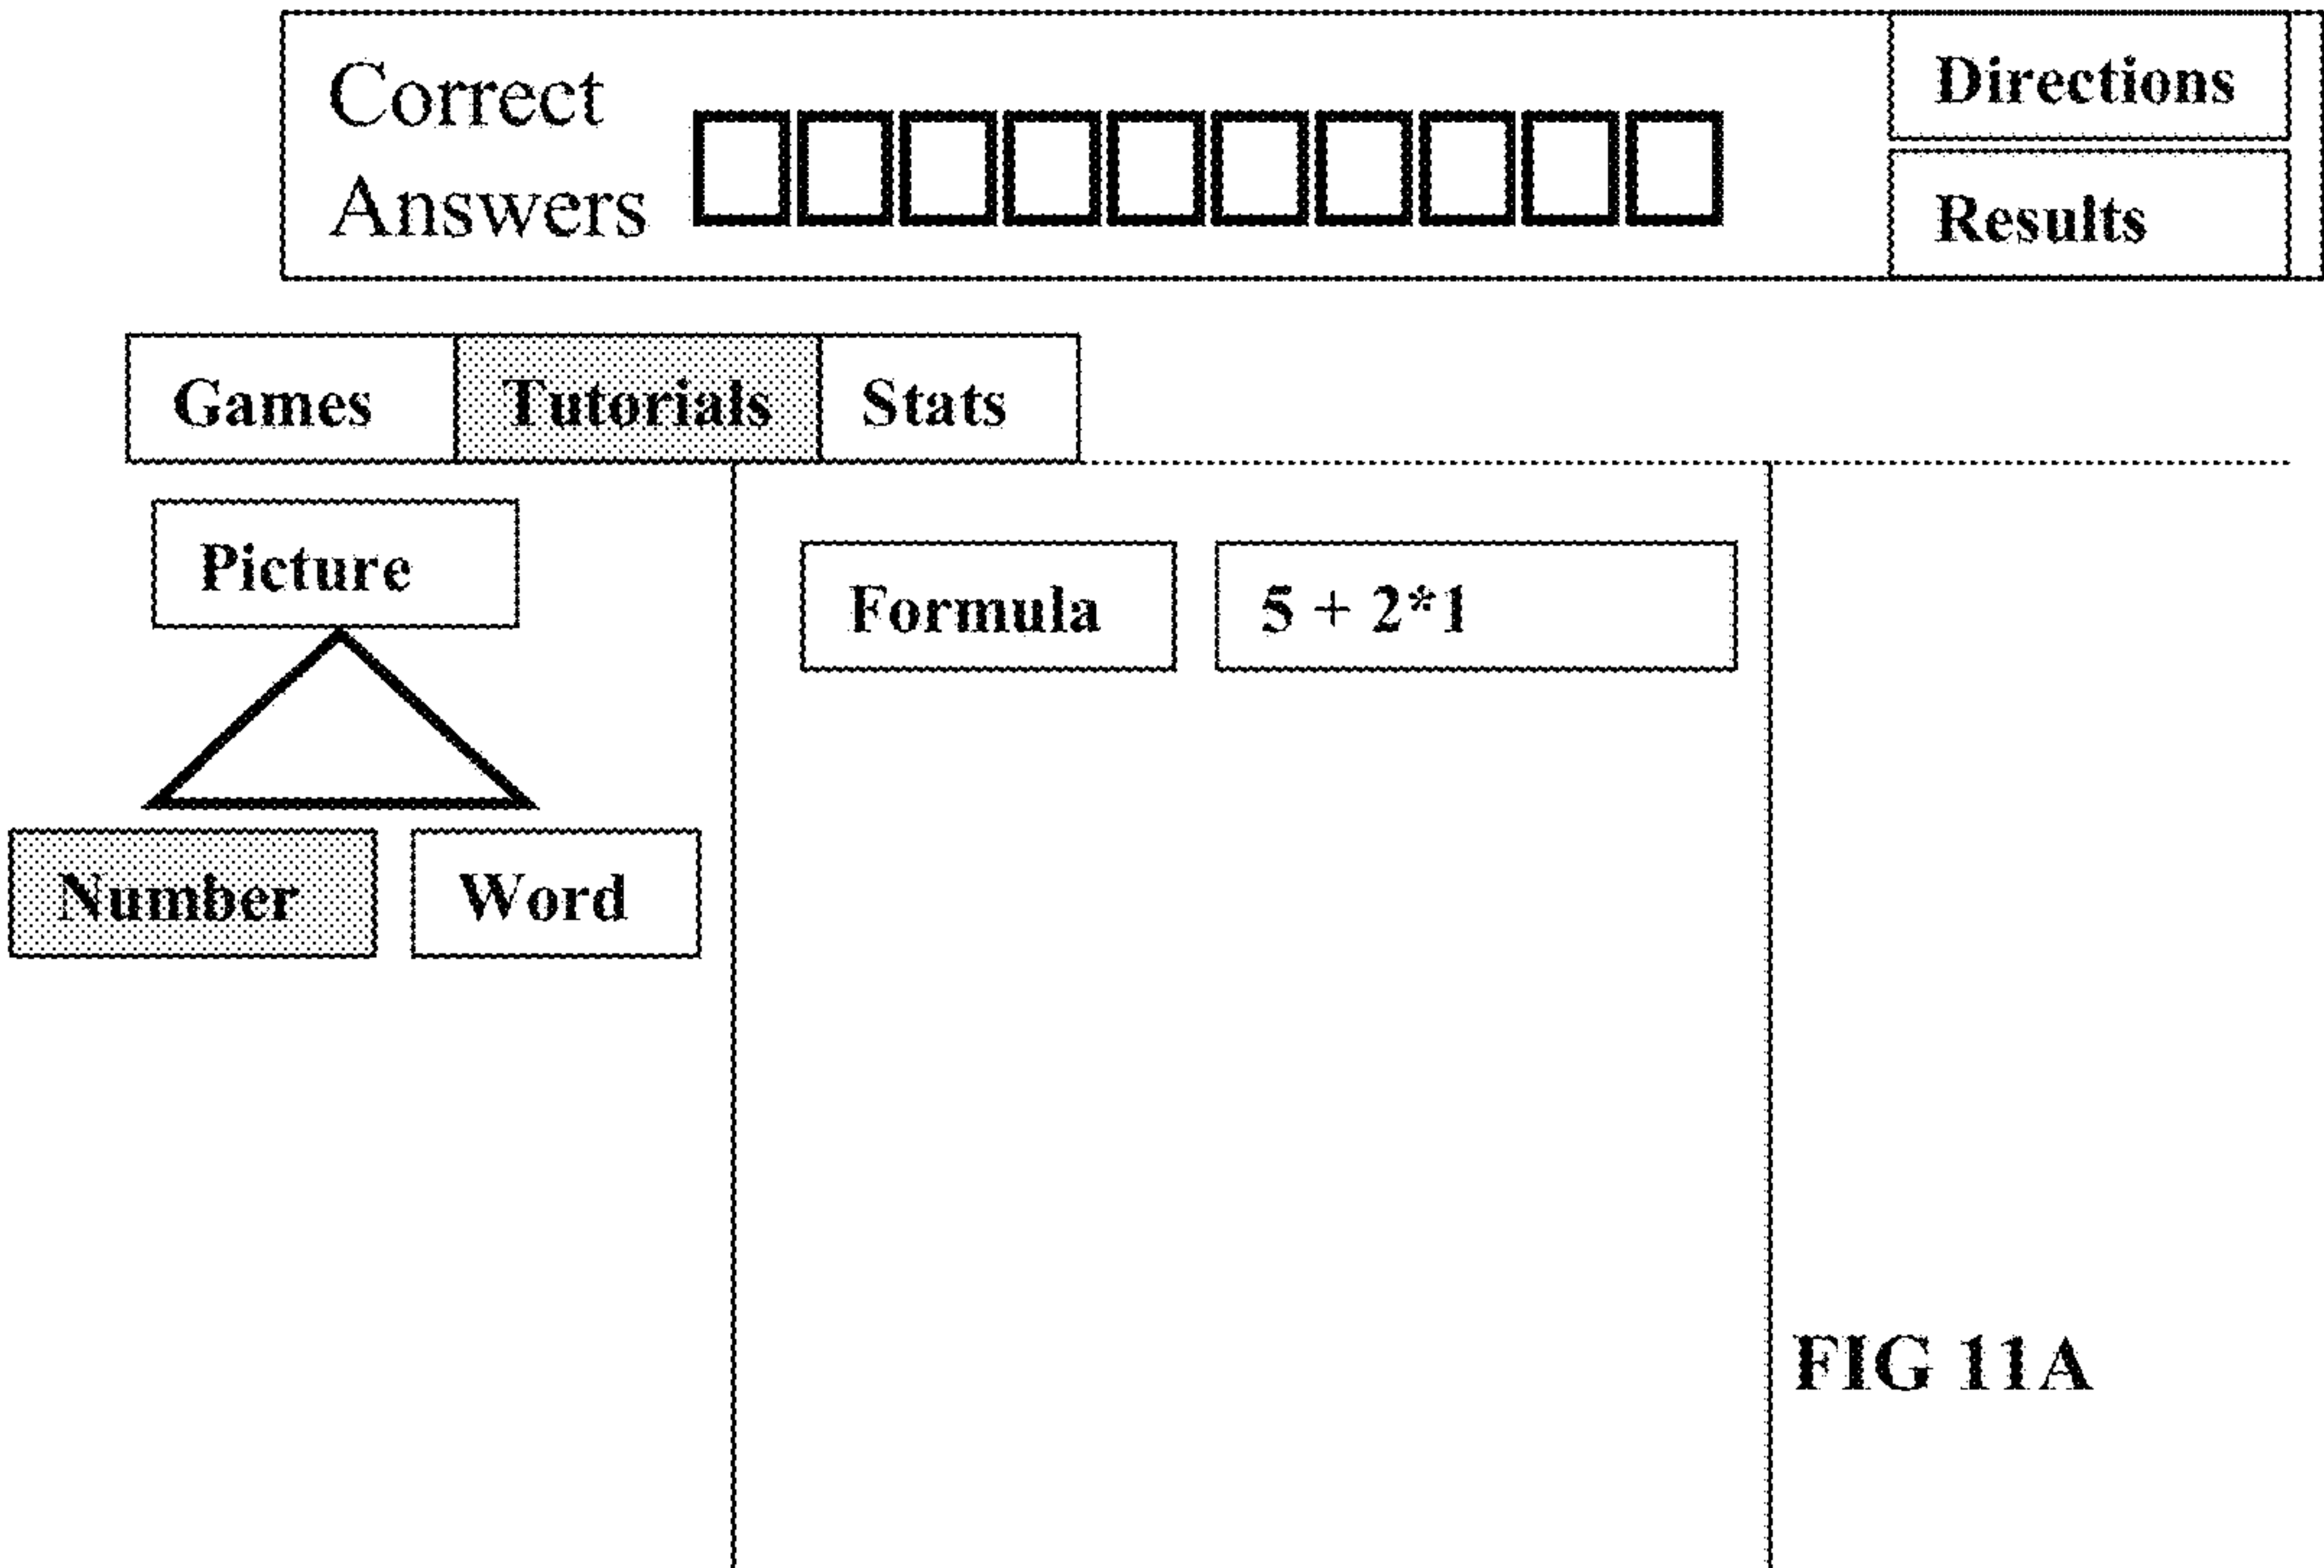 Correct
Answers
Directions
Results
Games Tutorials Stats
Picture
Formula 5 + 2*1
Number Word
FIG 11A